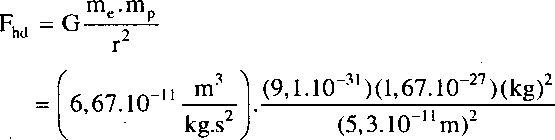 F_hd = G (m_e . m_p) / r^2
= (6,67.10^-11 m^3 / kg.s^2) . (9,1.10^-31)(1,67.10^-27)(kg)^2 / (5,3.10^-11 m)^2